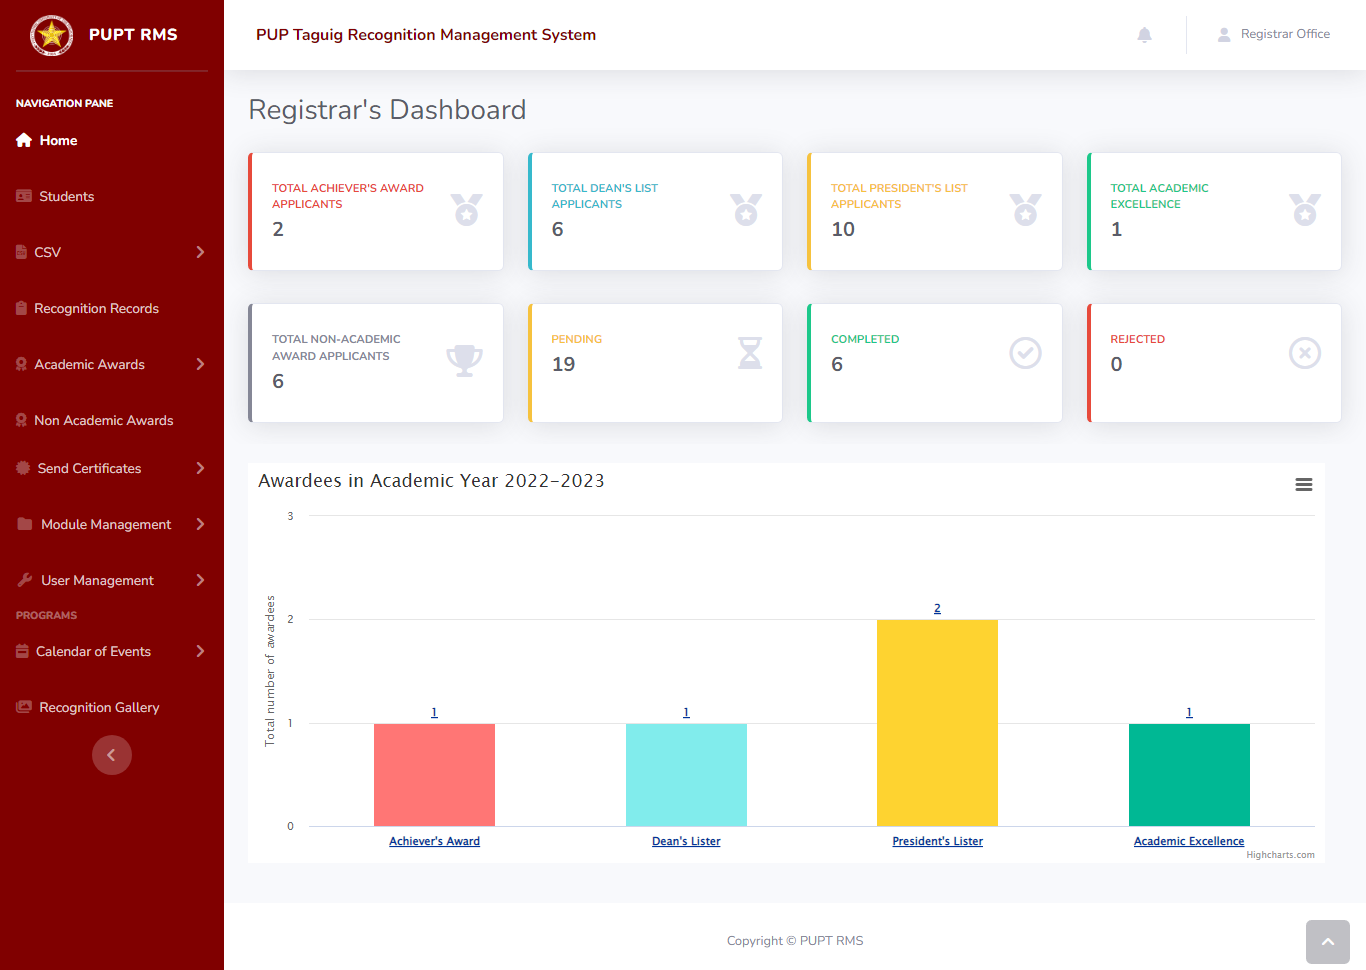 PUPT RMS
NAVIGATION PANE
Home
Students
CSV
Recognition Records
Academic Awards
Non Academic Awards
Send Certificates
Module Management
User Management
PROGRAMS
Calendar of Events
Recognition Gallery
PUP Taguig Recognition Management System
Registrar Office
Registrar's Dashboard
TOTAL ACHIEVER'S AWARD
APPLICANTS
2
TOTAL DEAN'S LIST
APPLICANTS
6
TOTAL PRESIDENT'S LIST
APPLICANTS
10
TOTAL ACADEMIC
EXCELLENCE
1
TOTAL NON-ACADEMIC
AWARD APPLICANTS
6
PENDING
19
COMPLETED
6
REJECTED
0
Awardees in Academic Year 2022-2023
Total number of awardees
3
2
1
0
1
1
2
1
Achiever's Award
Dean's Lister
President's Lister
Academic Excellence
Highcharts.com
Copyright © PUPT RMS